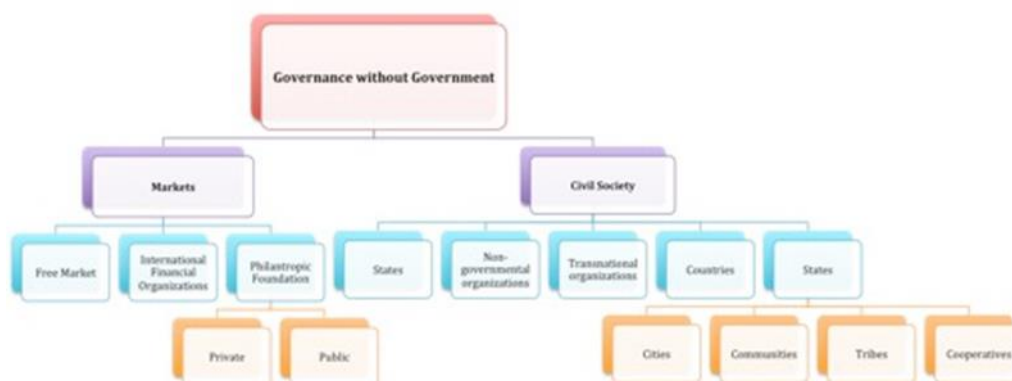 Governance without Government
Markets
Civil Society
Free Market
International
Financial
Organizations
Philantropic
Foundation
States
Non-
governmental
organizations
Transnational
organizations
Countries
States
Private
Public
Cities
Communities
Tribes
Cooperatives